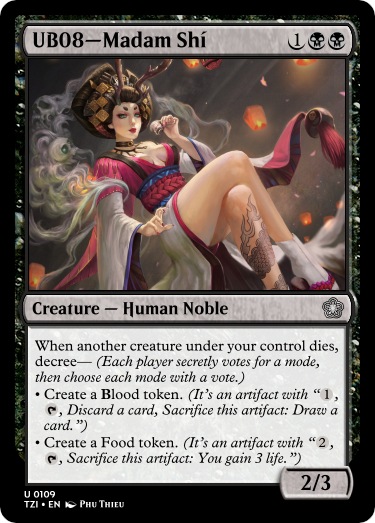 UB08—Madam Shí 1
Creature — Human Noble
When another creature under your control dies,
decree— (Each player secretly votes for a mode,
then choose each mode with a vote.)
• Create a Blood token. (It's an artifact with “1,
, Discard a card, Sacrifice this artifact: Draw a
card.”)
• Create a Food token. (It's an artifact with “2,
, Sacrifice this artifact: You gain 3 life.”)
2/3
U 0109
TZI • EN Phu Thieu